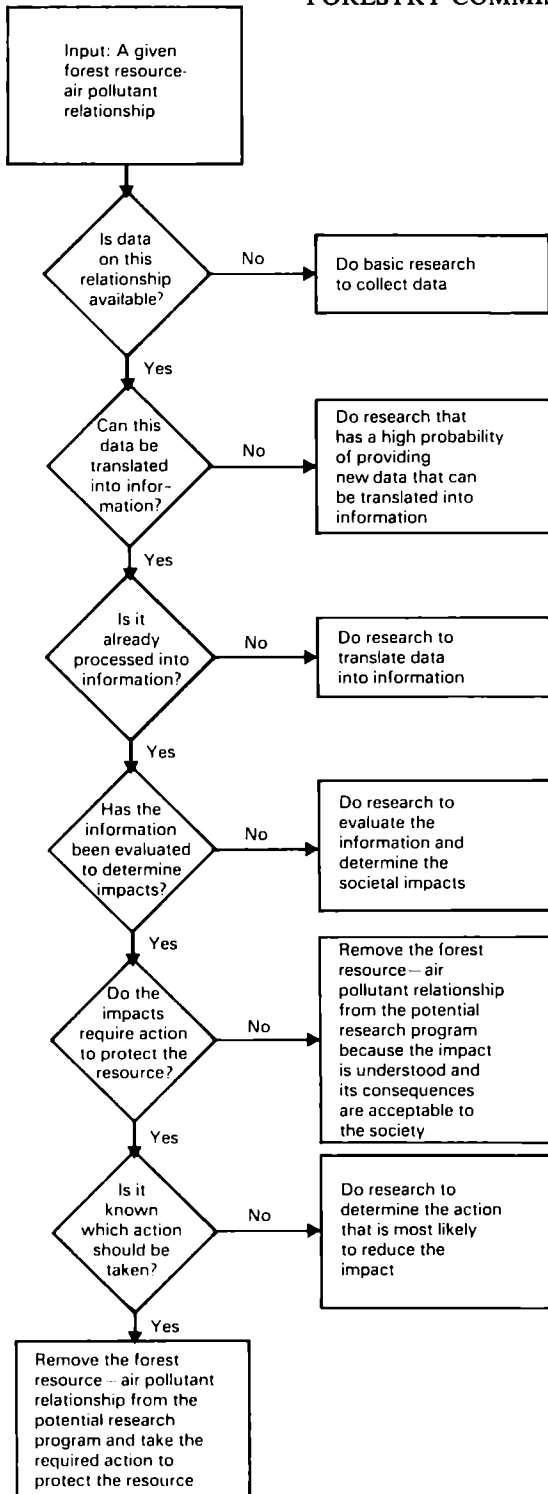 Input: A given
forest resource-
air pollutant
relationship
Is data
on this
relationship
available?
No
Do basic research
to collect data
Yes
Can this
data be
translated
into infor-
mation?
No
Do research that
has a high probability
of providing
new data that can
be translated into
information
Yes
Is it
already
processed into
information?
No
Do research to
translate data
into information
Yes
Has the
information
been evaluated
to determine
impacts?
No
Do research to
evaluate the
information and
determine the
societal impacts
Yes
Do the
impacts
require action
to protect the
resource?
No
Remove the forest
resource — air
pollutant relationship
from the potential
research program
because the impact
is understood and
its consequences
are acceptable to
the society
Yes
Is it
known
which action
should be
taken?
No
Do research to
determine the action
that is most likely
to reduce the
impact
Yes
Remove the forest
resource — air pollutant
relationship from the
potential research
program and take the
required action to
protect the resource